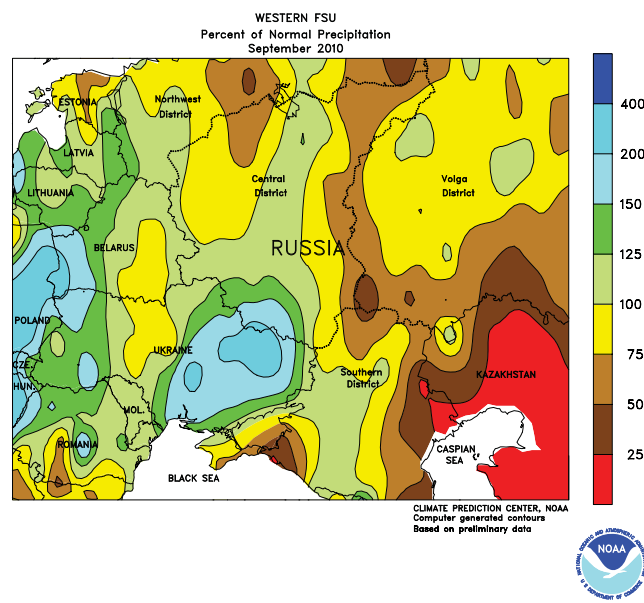 WESTERN FSU
Percent of Normal Precipitation
September 2010
ESTONIA
Northwest
District
LATVIA
LITHUANIA
Central
District
Volga
District
BELARUS
RUSSIA
POLAND
UKRAINE
CZE.
HUN.
Southern
District
KAZAKHSTAN
MOL.
ROMANIA
BLACK SEA
CASPIAN
SEA
400
200
150
125
100
75
50
25
CLIMATE PREDICTION CENTER, NOAA
Computer generated contours
Based on preliminary data
NOAA